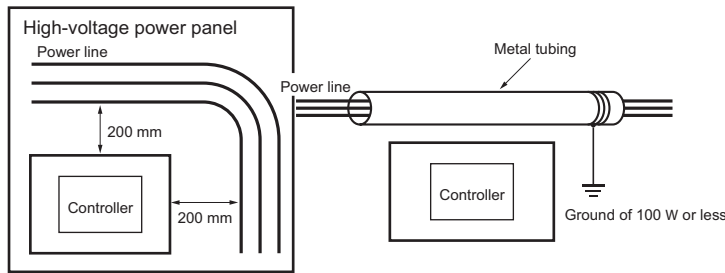 High-voltage power panel
Power line
200 mm
Controller
200 mm
Power line
Metal tubing
Controller
Ground of 100 W or less